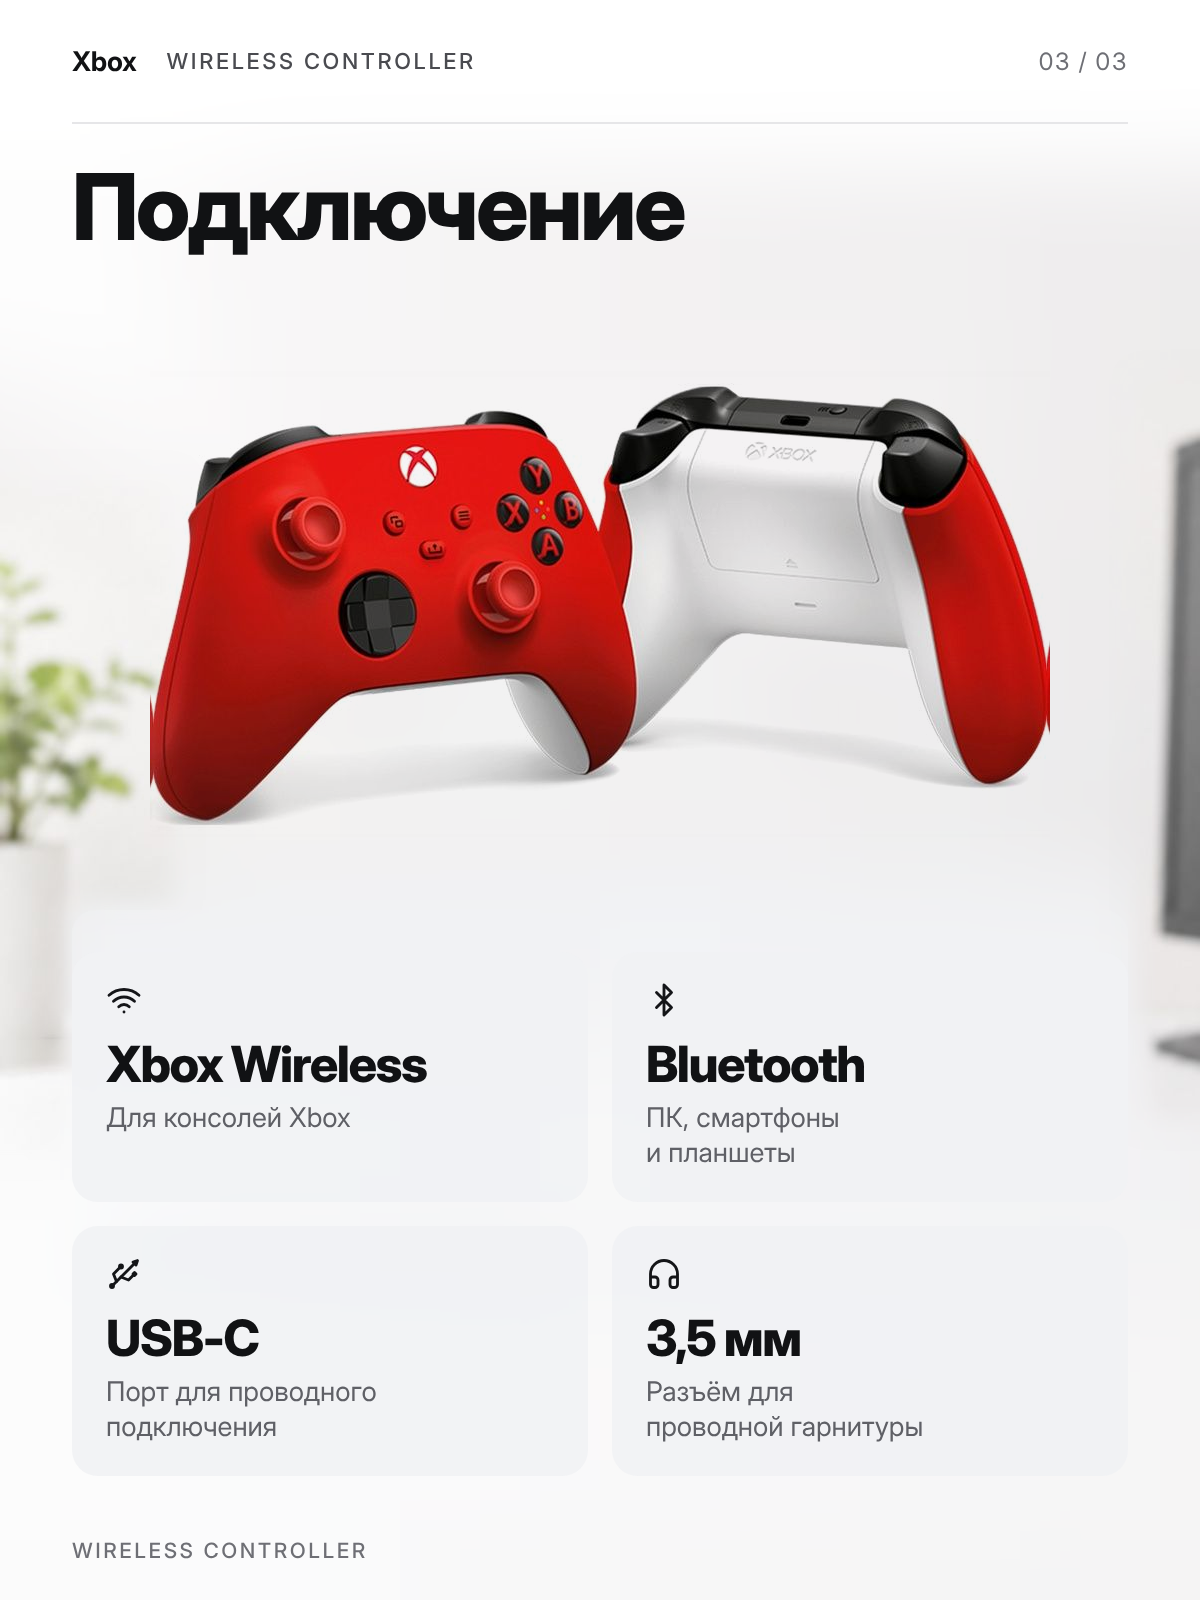 Xbox WIRELESS CONTROLLER 03 / 03
Подключение
XBOX
Y
X B
A
Xbox Wireless
Для консолей Xbox
Bluetooth
ПК, смартфоны
и планшеты
USB-C
Порт для проводного
подключения
3,5 мм
Разъём для
проводной гарнитуры
WIRELESS CONTROLLER